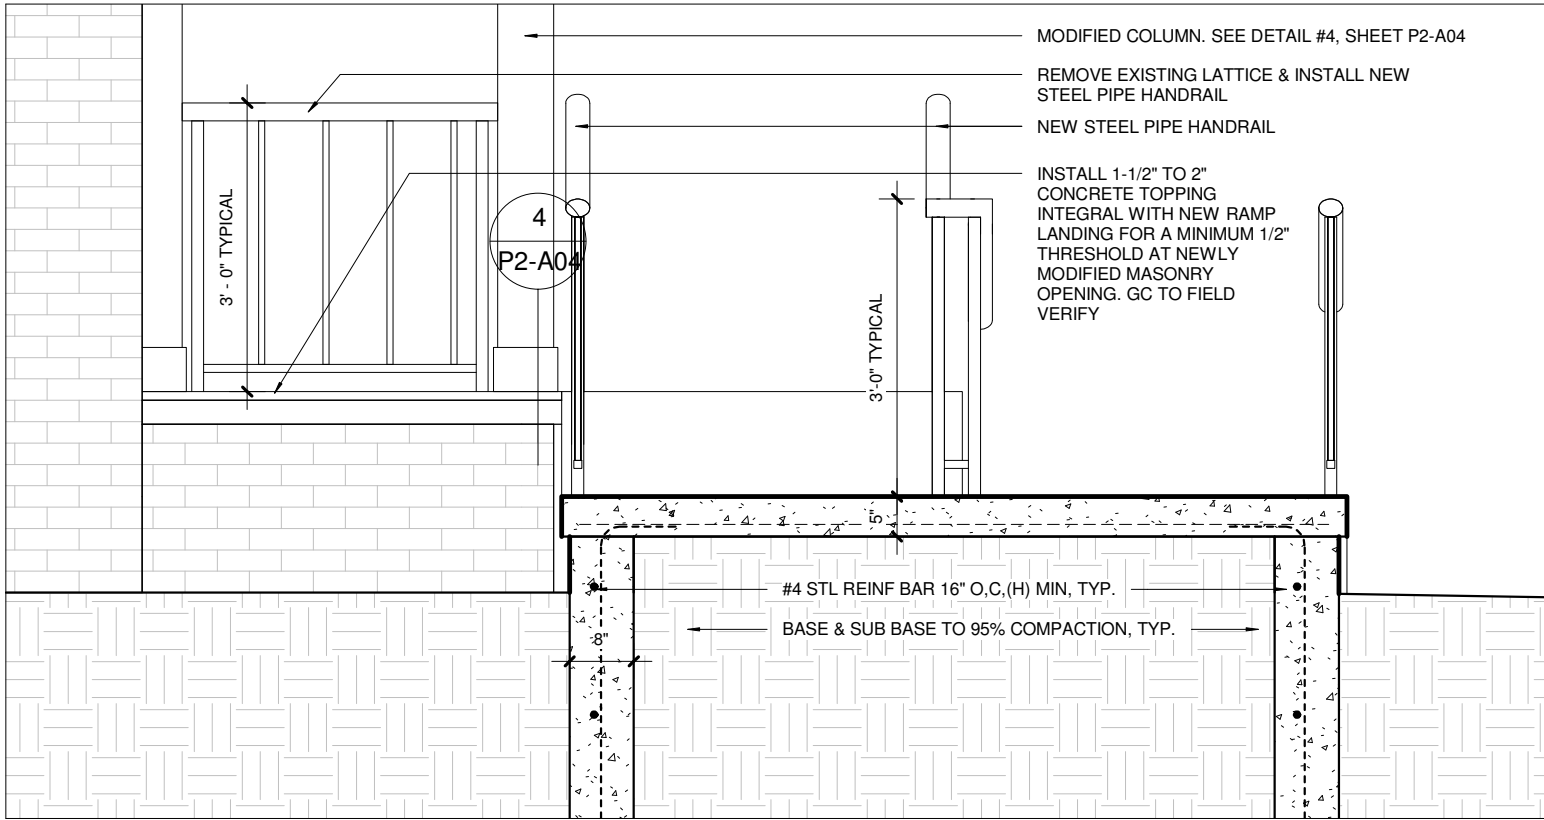 MODIFIED COLUMN. SEE DETAIL #4, SHEET P2-A04
REMOVE EXISTING LATTICE & INSTALL NEW
STEEL PIPE HANDRAIL
NEW STEEL PIPE HANDRAIL
INSTALL 1-1/2" TO 2"
CONCRETE TOPPING
INTEGRAL WITH NEW RAMP
LANDING FOR A MINIMUM 1/2"
THRESHOLD AT NEWLY
MODIFIED MASONRY
OPENING. GC TO FIELD
VERIFY
3' - 0" TYPICAL
4
P2-A04
3'-0" TYPICAL
5"
#4 STL REINF BAR 16" O,C,(H) MIN, TYP.
BASE & SUB BASE TO 95% COMPACTION, TYP.
8"